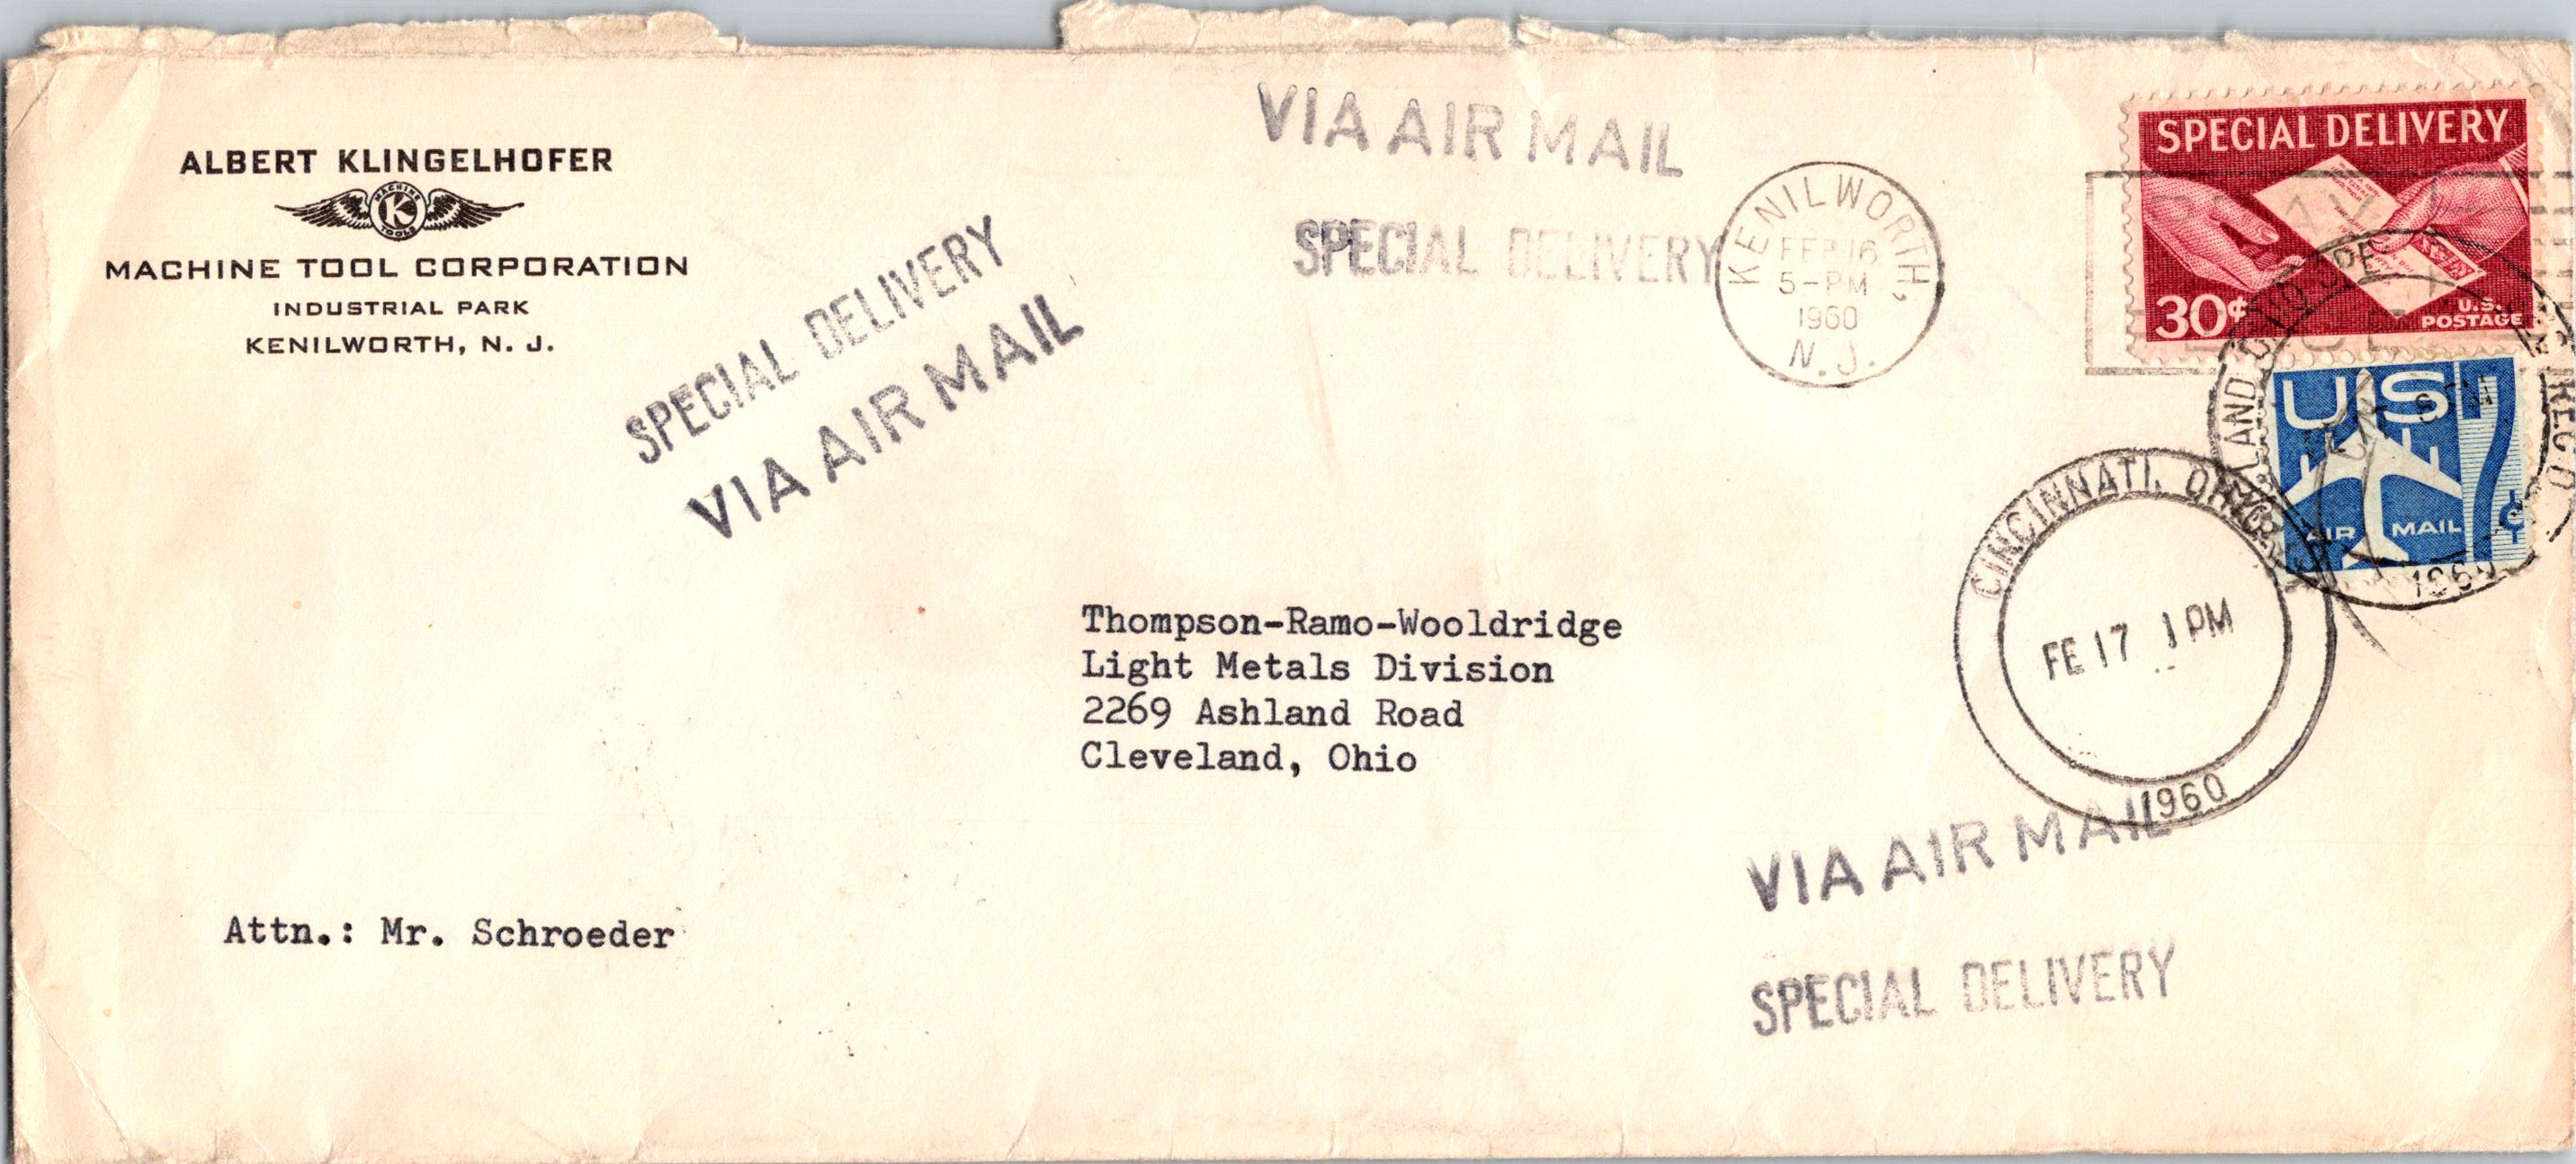 ALBERT KLINGELHOFER
MACHINE
K
TOOLS
MACHINE TOOL CORPORATION
INDUSTRIAL PARK
KENILWORTH, N. J.
SPECIAL DELIVERY
VIA AIR MAIL
VIA AIR MAIL
SPECIAL DELIVERY
KENILWORTH,
FEB 16
5-PM
1960
N.J.
SPECIAL DELIVERY
30¢
U.S.
POSTAGE
US
AIR MAIL
7¢
1960
CINCINNATI, OHIO
FE 17 1 PM
1960
Thompson-Ramo-Wooldridge
Light Metals Division
2269 Ashland Road
Cleveland, Ohio
VIA AIR MAIL
SPECIAL DELIVERY
Attn.: Mr. Schroeder